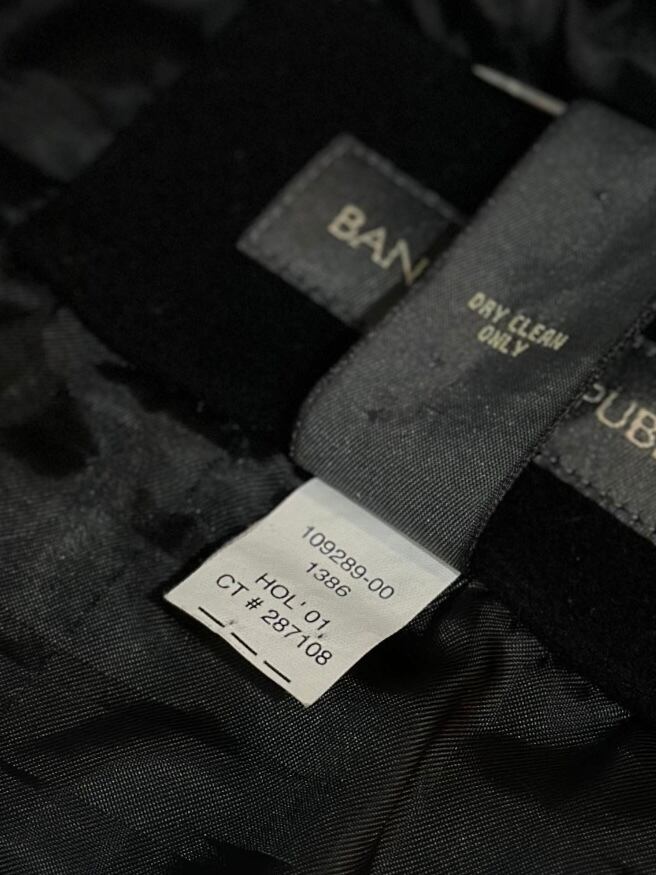 BAN
PUB
DRY CLEAN
ONLY
109289-00
1386
HOL' 01
CT # 287108